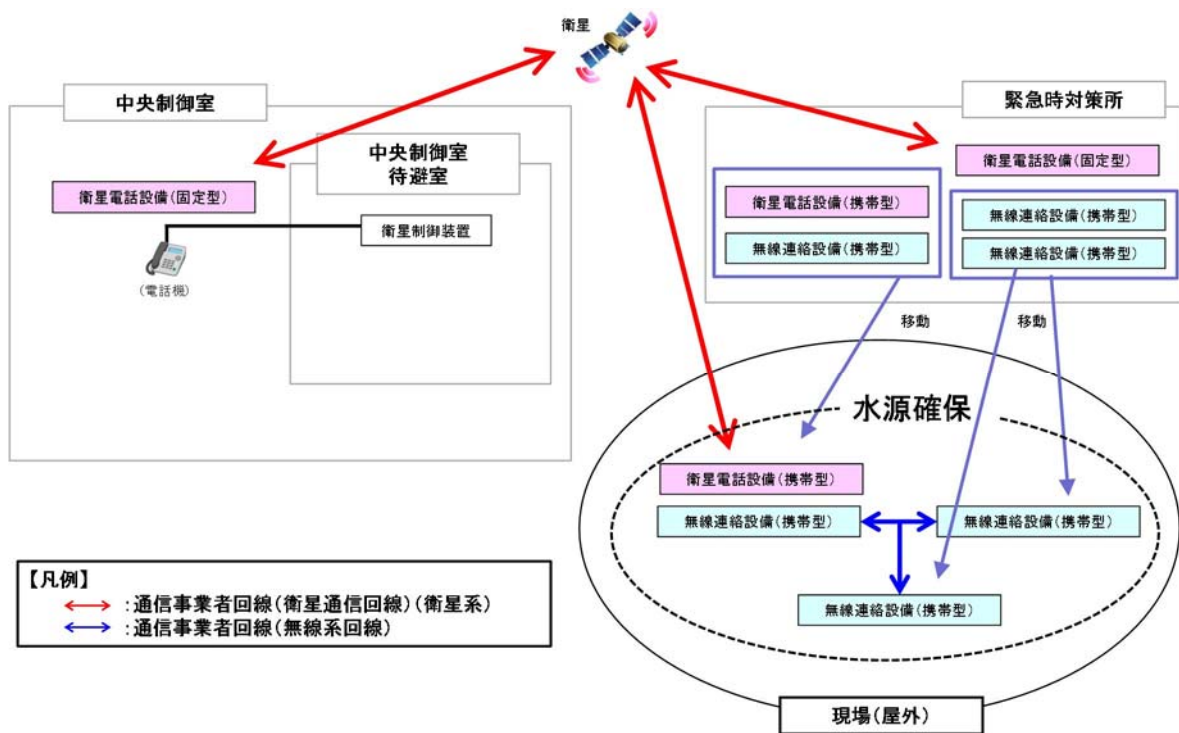 衛星
中央制御室
中央制御室
待避室
衛星電話設備(固定型)
衛星制御装置
(電話機)
緊急時対策所
衛星電話設備(固定型)
衛星電話設備(携帯型)
無線連絡設備(携帯型)
無線連絡設備(携帯型)
無線連絡設備(携帯型)
移動
移動
水源確保
衛星電話設備(携帯型)
無線連絡設備(携帯型)
無線連絡設備(携帯型)
無線連絡設備(携帯型)
現場(屋外)
【凡例】
:通信事業者回線(衛星通信回線)(衛星系)
:通信事業者回線(無線系回線)